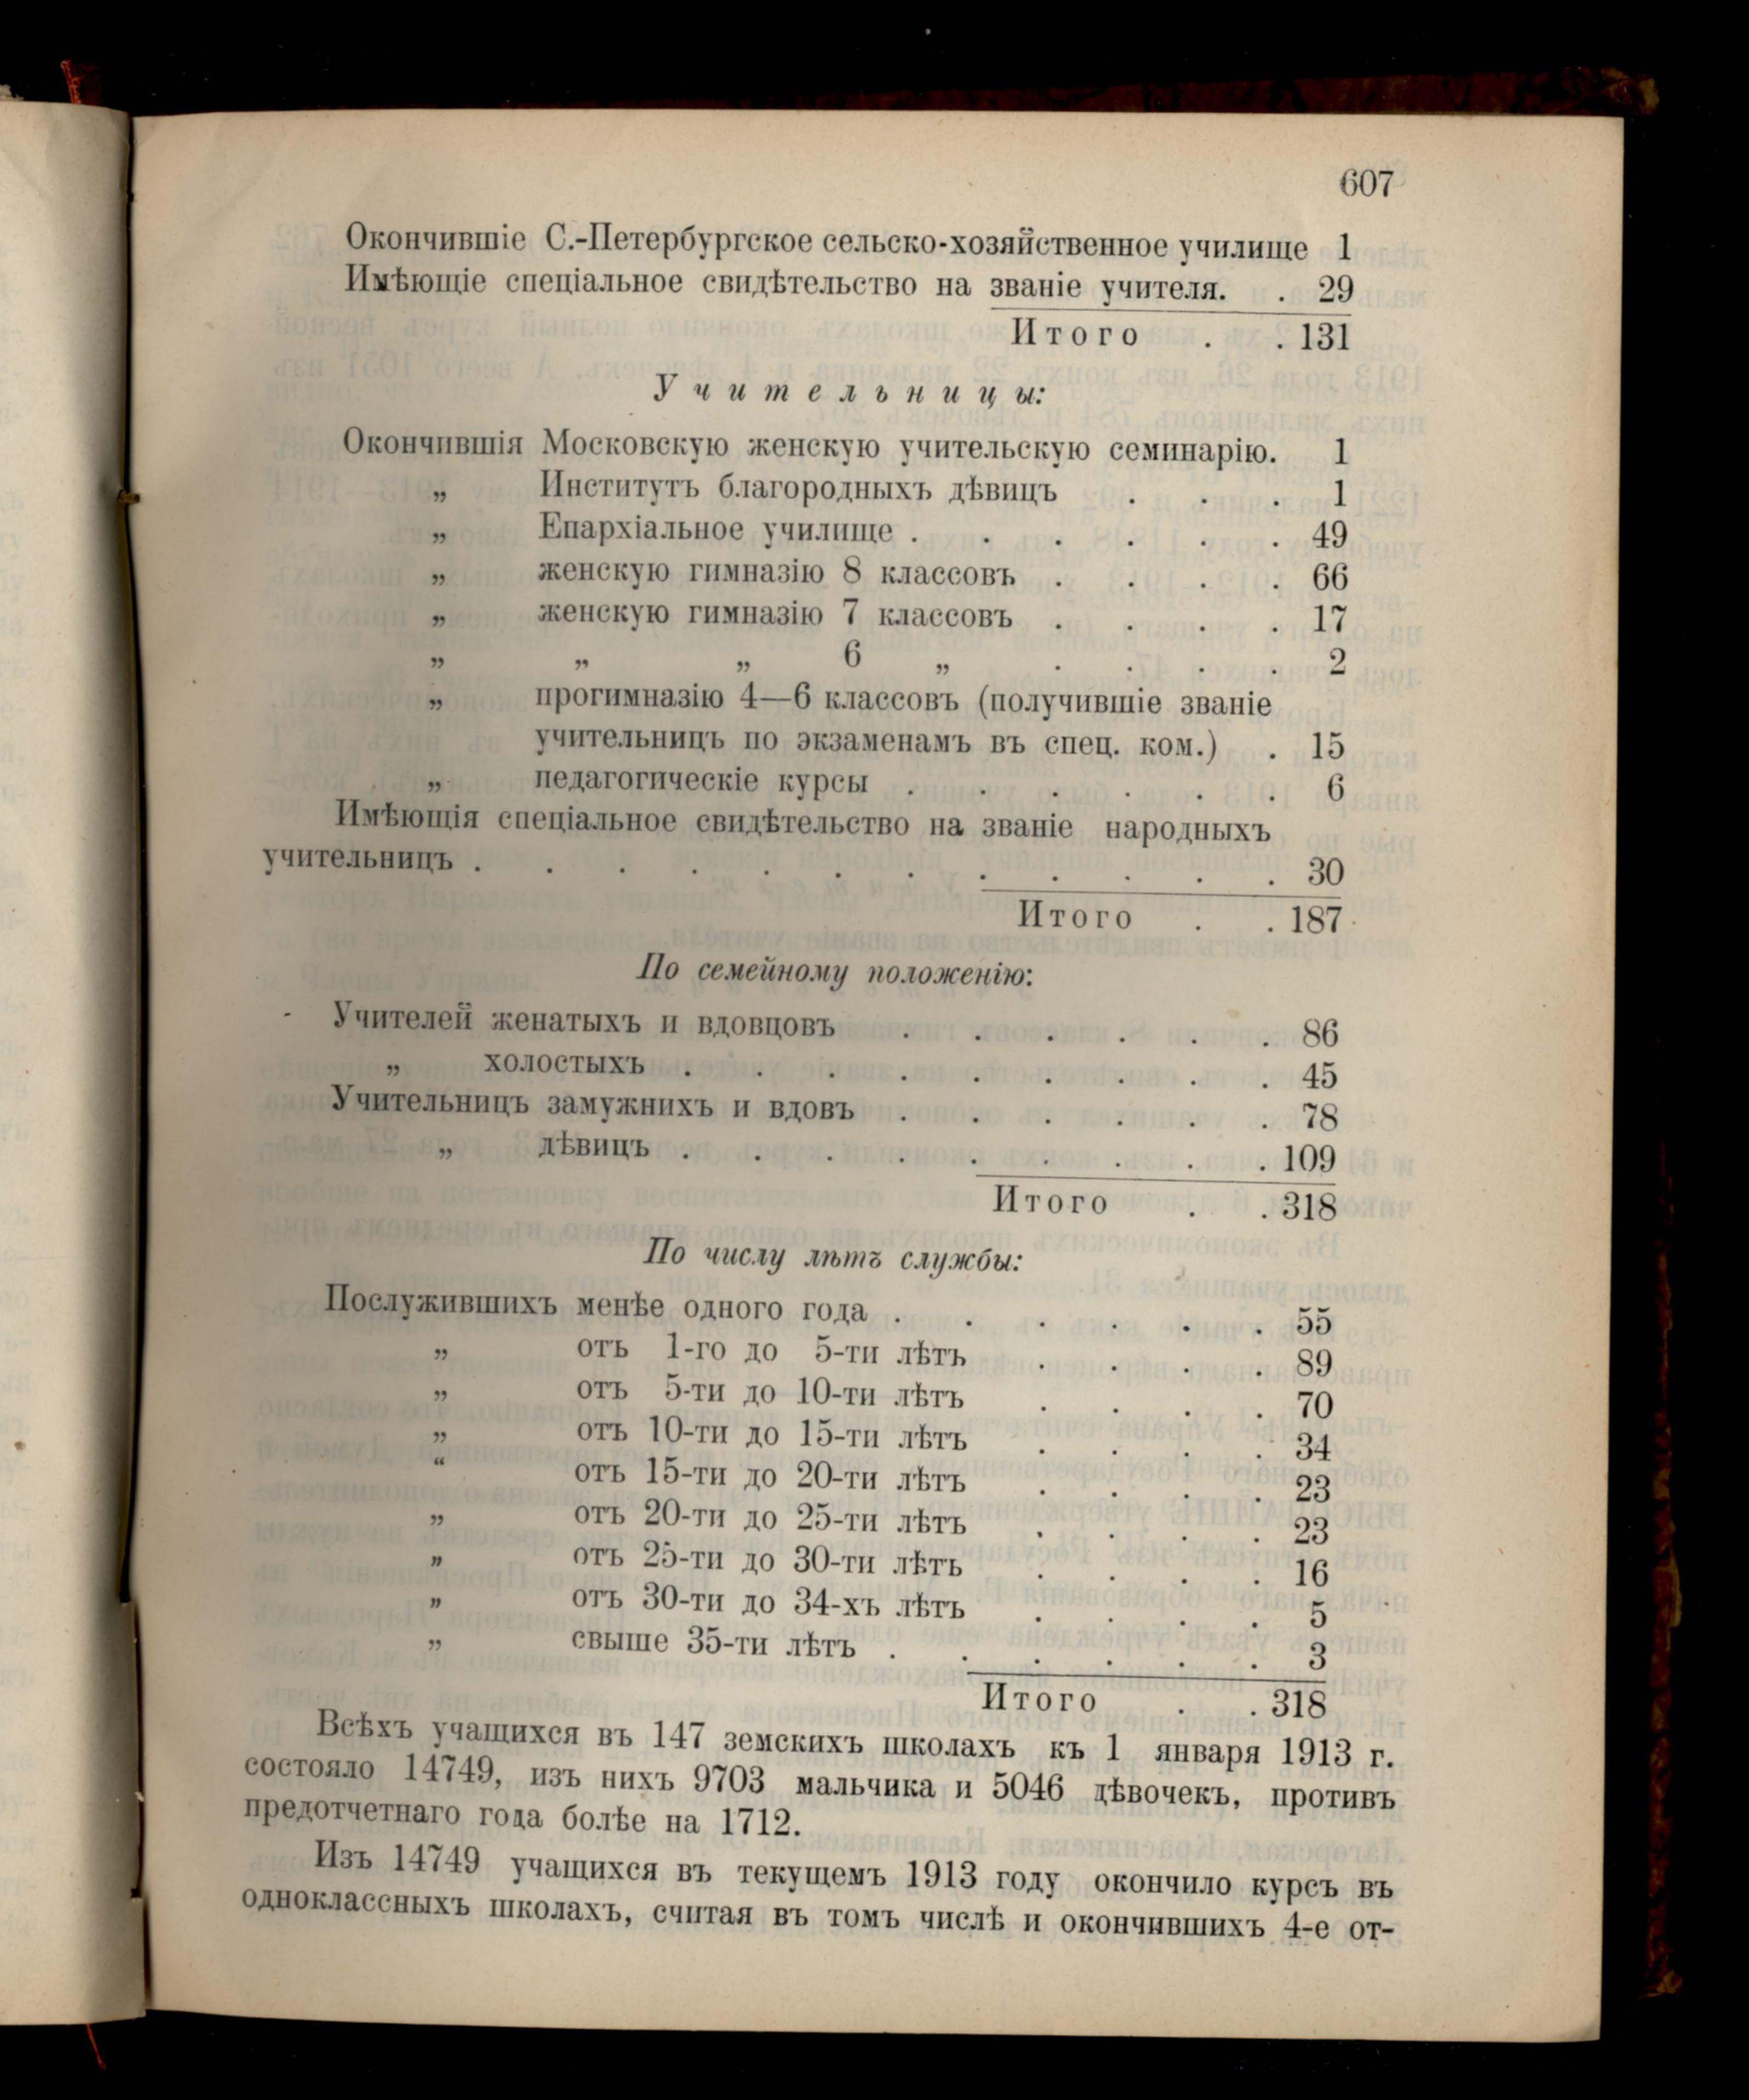 607
Окончившіе С.-Петербургское сельско-хозяйственное училище 1
Имѣющіе спеціальное свидѣтельство на званіе учителя. . 29
Итого . . 131
Учительницы:
Окончившія Московскую женскую учительскую семинарію. 1
„ Институтъ благородныхъ дѣвицъ . . . 1
„ Епархіальное училище . . . . . . 49
„ женскую гимназію 8 классовъ . . . . 66
„ женскую гимназію 7 классовъ . . . . 17
„ „ „ 6 „ . . . . 2
„ прогимназію 4—6 классовъ (получившіе званіе
учительницъ по экзаменамъ въ спец. ком.) . 15
„ педагогическіе курсы . . . . . . 6
Имѣющія спеціальное свидѣтельство на званіе народныхъ
учительницъ . . . . . . . . . . . . 30
Итого . . 187
По семейному положенію:
Учителей женатыхъ и вдовцовъ . . . . . . 86
„ холостыхъ . . . . . . . . . 45
Учительницъ замужнихъ и вдовъ . . . . . . 78
„ дѣвицъ . . . . . . . . . 109
Итого . . 318
По числу лѣтъ службы:
Послужившихъ менѣе одного года . . . . . . 55
„ отъ 1-го до 5-ти лѣтъ . . . . 89
„ отъ 5-ти до 10-ти лѣтъ . . . . 70
„ отъ 10-ти до 15-ти лѣтъ . . . . 34
“ отъ 15-ти до 20-ти лѣтъ . . . . 23
„ отъ 20-ти до 25-ти лѣтъ . . . . 23
„ отъ 25-ти до 30-ти лѣтъ . . . . 16
„ отъ 30-ти до 34-хъ лѣтъ . . . . 5
„ свыше 35-ти лѣтъ . . . . . . 3
Итого . . 318
Всѣхъ учащихся въ 147 земскихъ школахъ къ 1 января 1913 г.
состояло 14749, изъ нихъ 9703 мальчика и 5046 дѣвочекъ, противъ
предотчетнаго года болѣе на 1712.
Изъ 14749 учащихся въ текущемъ 1913 году окончило курсъ въ
одноклассныхъ школахъ, считая въ томъ числѣ и окончившихъ 4-е от-